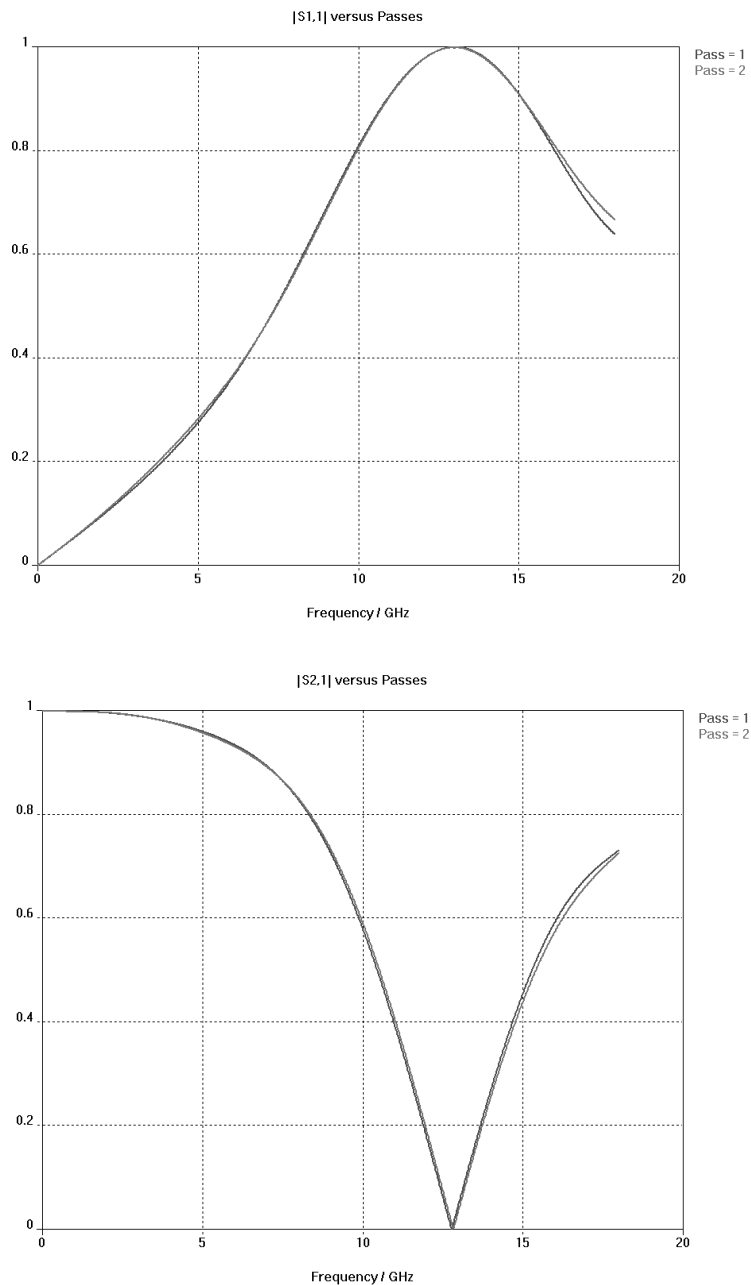 |S1,1| versus Passes
1
0.8
0.6
0.4
0.2
0
0 5 10 15 20
Frequency / GHz
Pass = 1
Pass = 2
|S2,1| versus Passes
1
0.8
0.6
0.4
0.2
0
0 5 10 15 20
Frequency / GHz
Pass = 1
Pass = 2